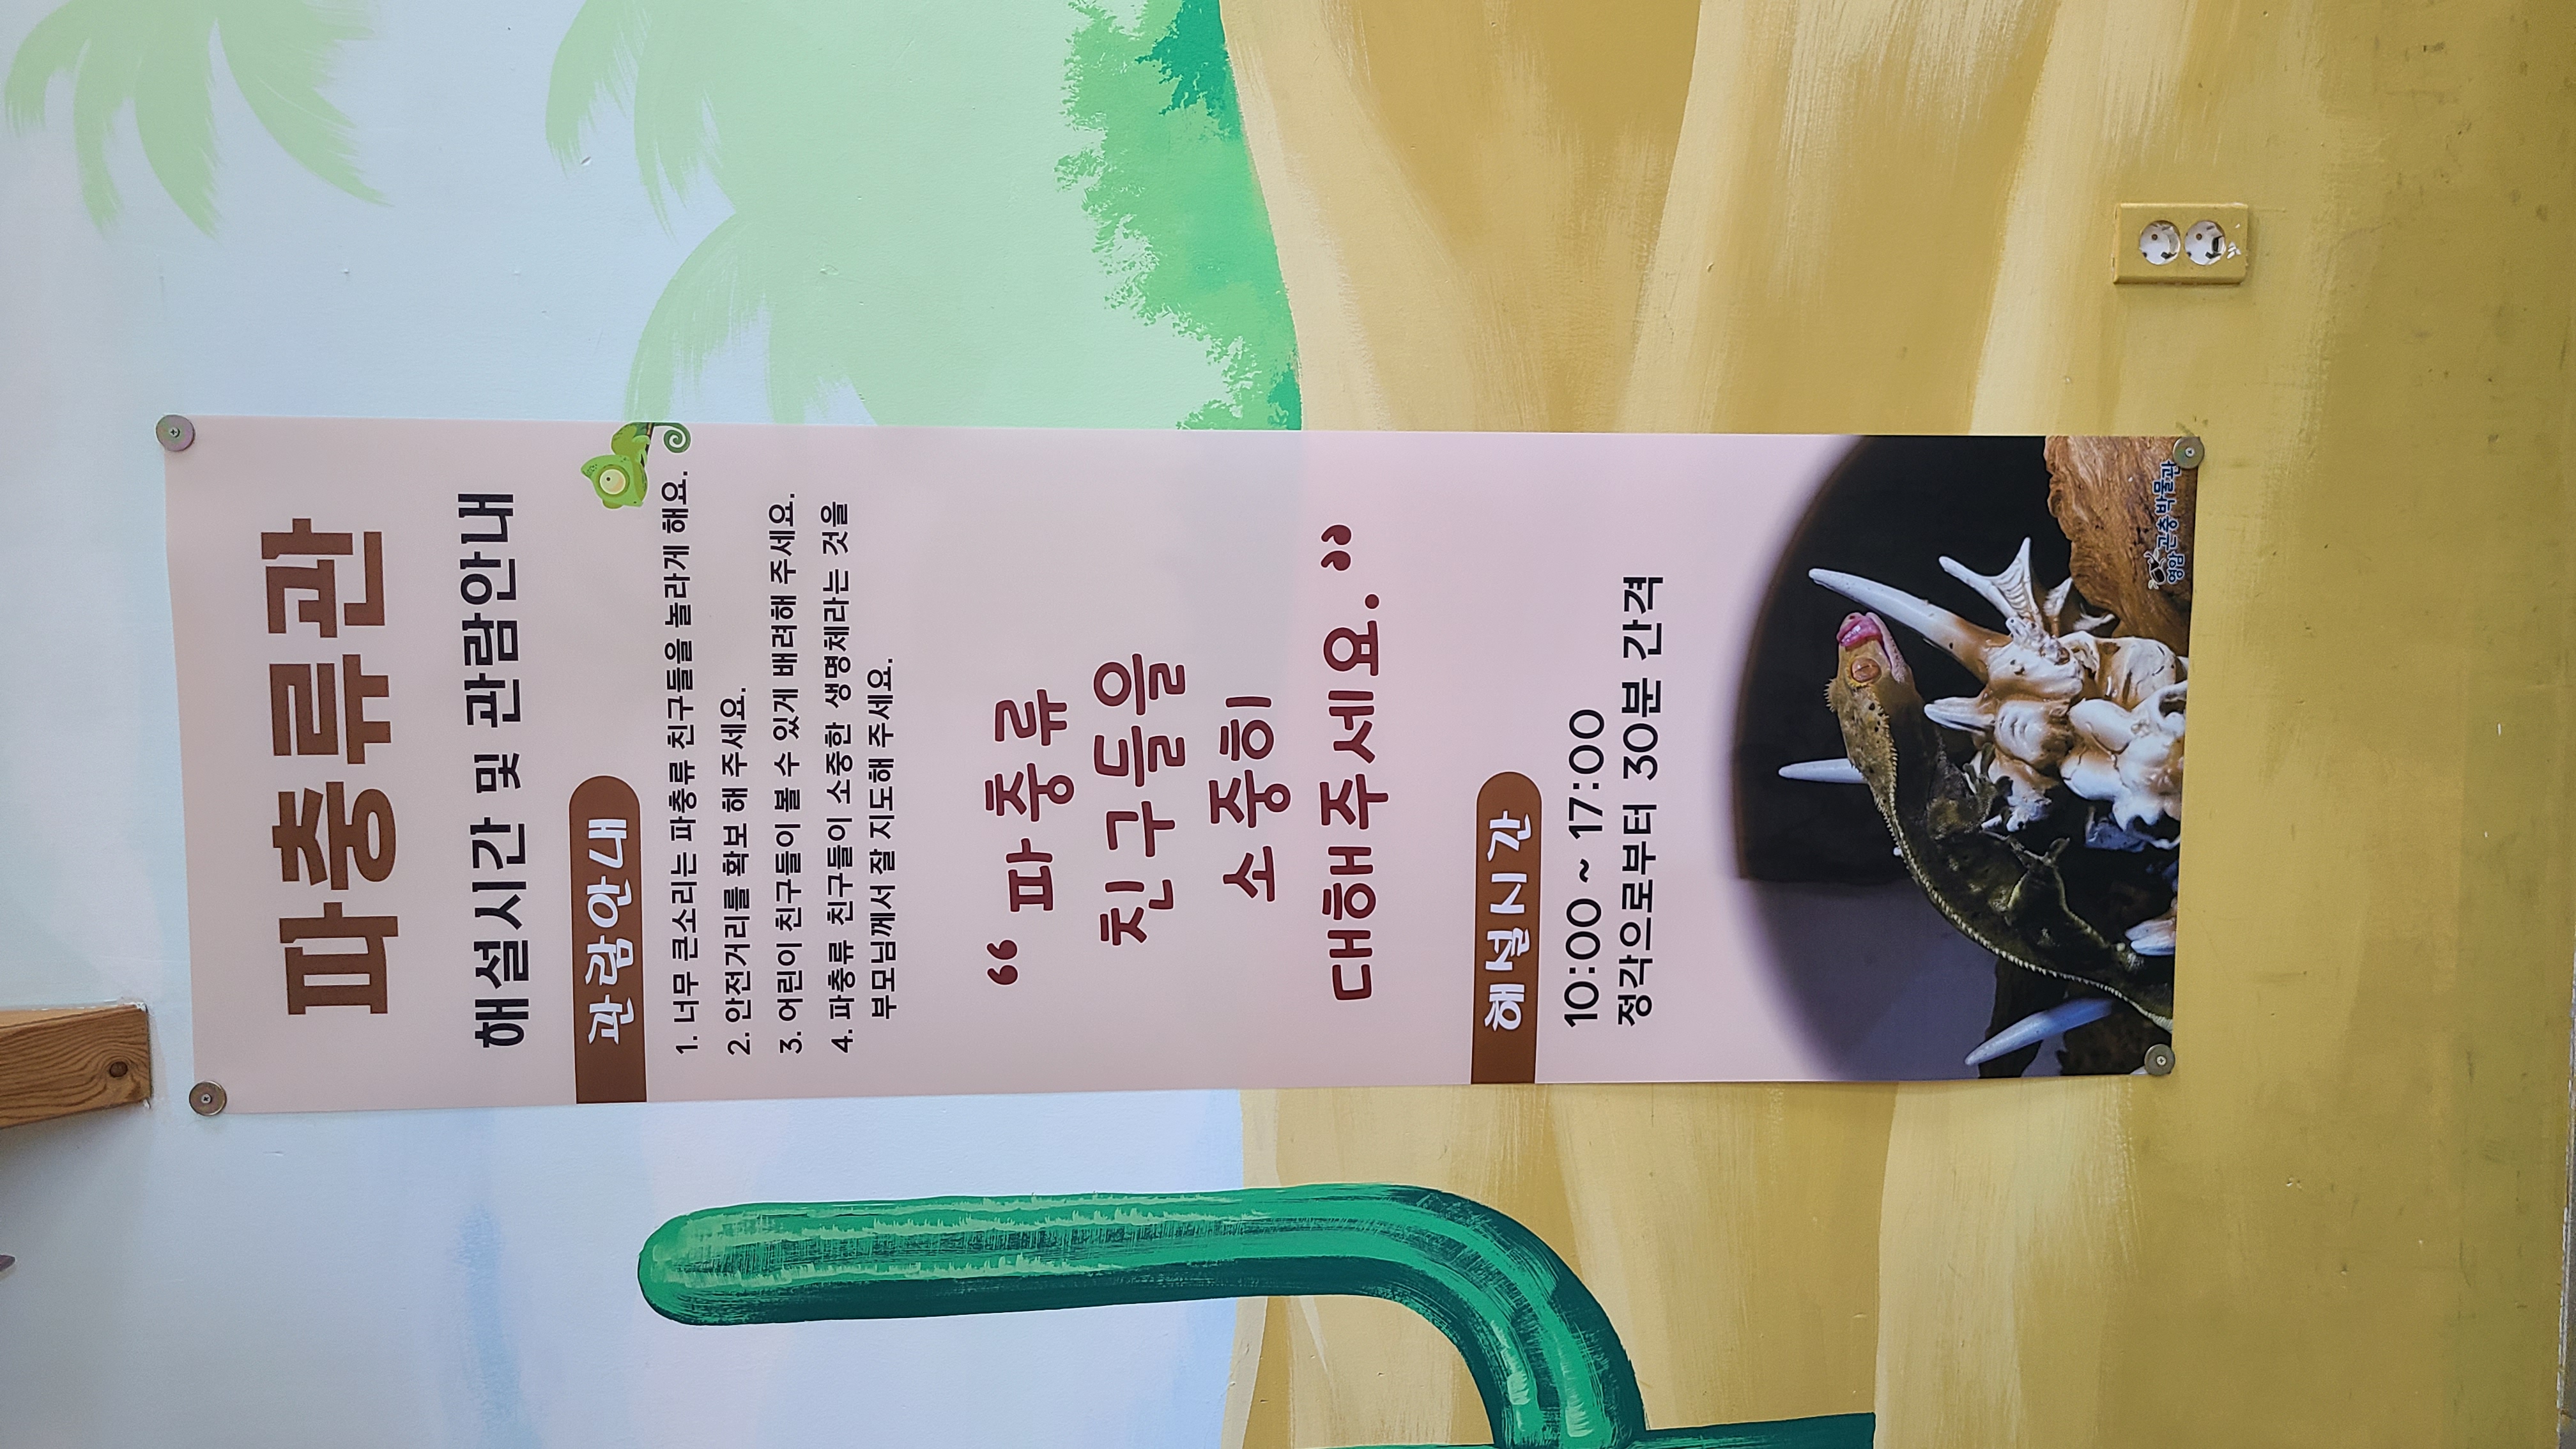 파충류관
해설시간 및 관람안내
관람안내
1. 너무 큰소리는 파충류 친구들을 놀라게 해요.
2. 안전거리를 확보 해 주세요.
3. 어린이 친구들이 볼 수 있게 배려해 주세요.
4. 파충류 친구들이 소중한 생명체라는 것을
부모님께서 잘 지도해 주세요.
“ 파충류
친구들을
소중히
대해주세요. ”
해설시간
10:00 ~ 17:00
정각으로부터 30분 간격
영암곤충박물관